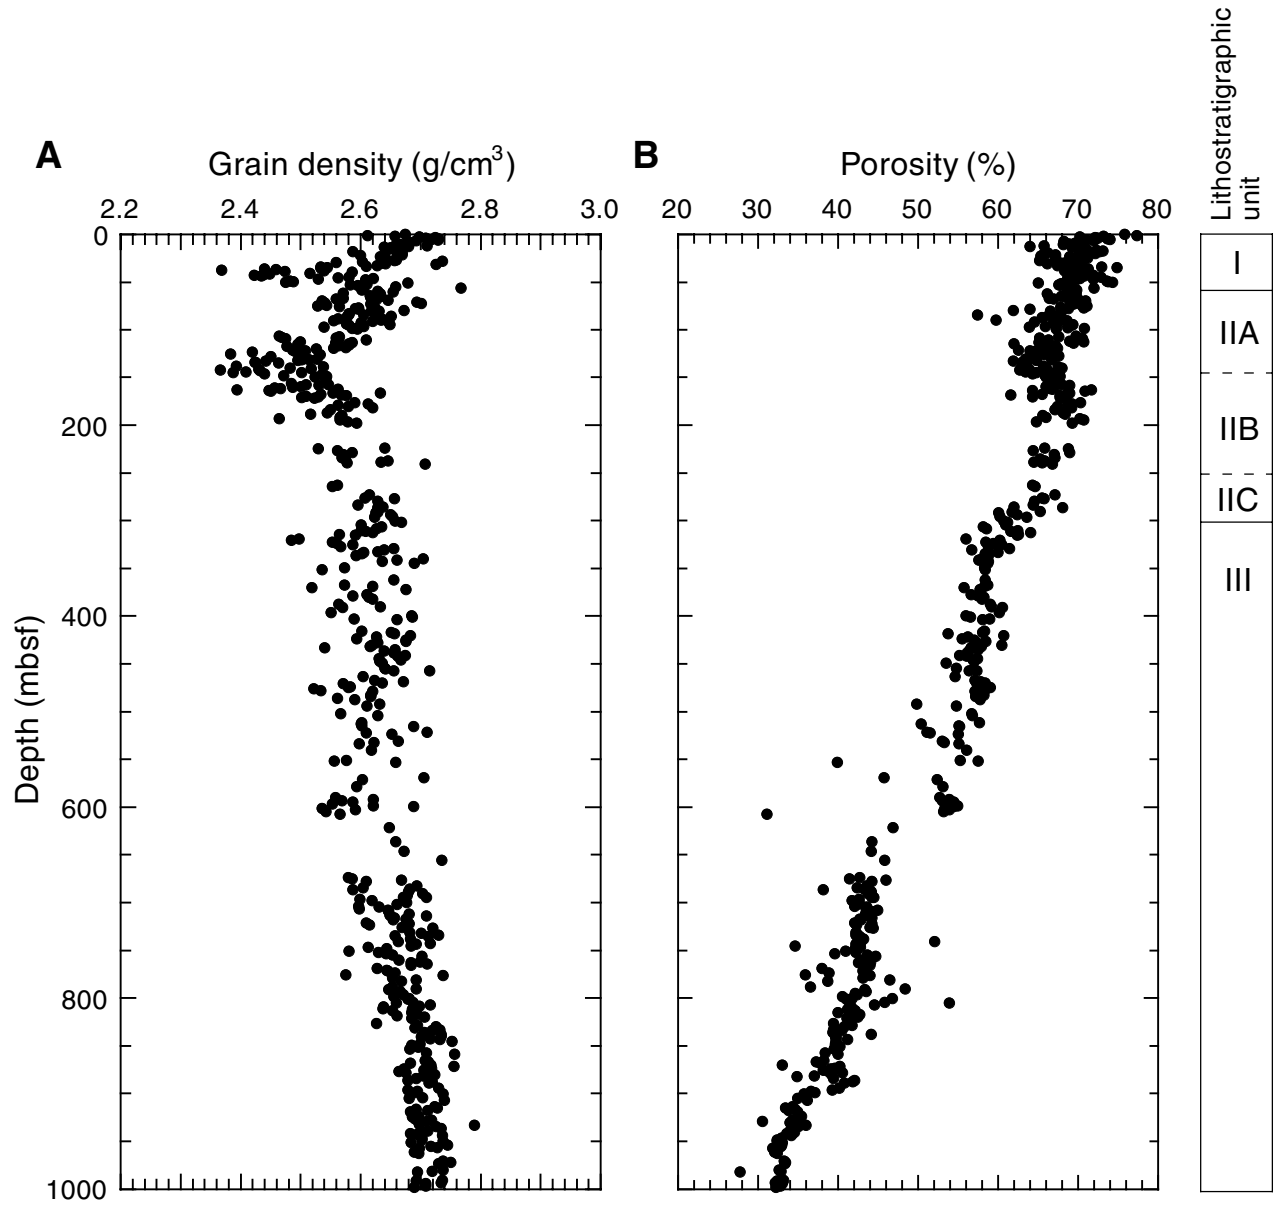 Lithostratigraphic
unit
A
Grain density (g/cm³)
B
Porosity (%)
2.2 2.4 2.6 2.8 3.0
20 30 40 50 60 70 80
0
200
400
600
800
1000
Depth (mbsf)
I
IIA
IIB
IIC
III